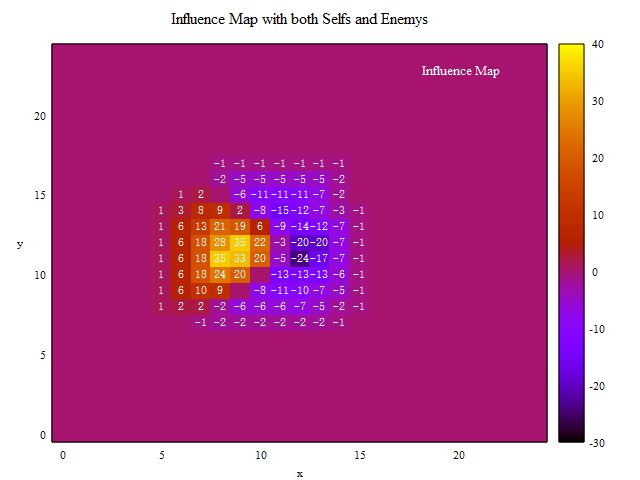 Influence Map with both Selfs and Enemys
Influence Map
40
30
20
10
0
-10
-20
-30
20
15
10
5
0
y
-1 -1 -1 -1 -1 -1 -1
-2 -5 -5 -5 -5 -5 -2
1 2 -6 -11 -11 -11 -7 -2
1 3 8 9 2 -8 -15 -12 -7 -3 -1
1 6 13 21 19 6 -9 -14 -12 -7 -1
1 6 18 28 35 22 -3 -20 -20 -7 -1
1 6 18 35 33 20 -5 -24 -17 -7 -1
1 6 18 24 20 -13 -13 -13 -6 -1
1 6 10 9 -8 -11 -10 -7 -5 -1
1 2 2 -2 -6 -6 -6 -7 -5 -2 -1
-1 -2 -2 -2 -2 -2 -2 -1
0 5 10 15 20
x